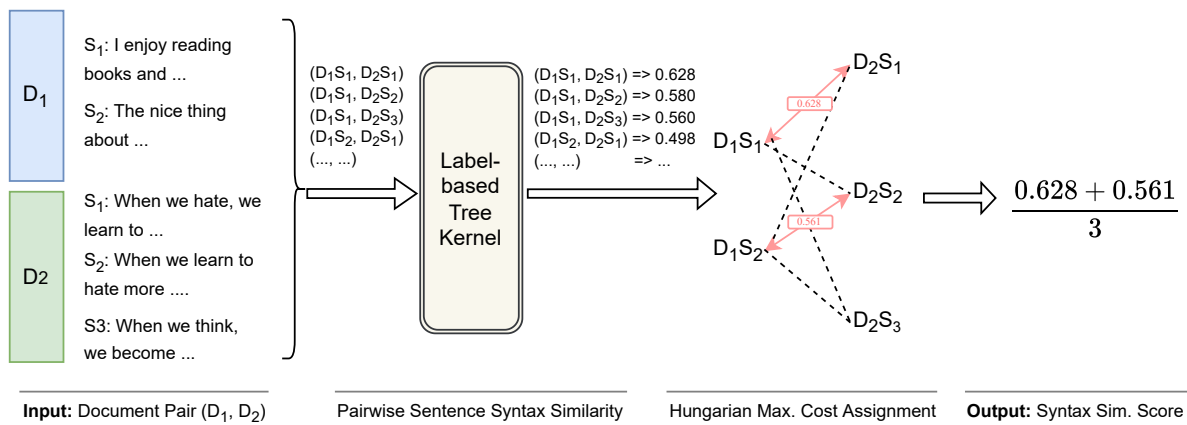 D1
S1: I enjoy reading
books and ...
S2: The nice thing
about ...
D2
S1: When we hate, we
learn to ...
S2: When we learn to
hate more ....
S3: When we think,
we become ...
(D1S1, D2S1)
(D1S1, D2S2)
(D1S1, D2S3)
(D1S2, D2S1)
(..., ...)
Label-
based
Tree
Kernel
(D1S1, D2S1) => 0.628
(D1S1, D2S2) => 0.580
(D1S1, D2S3) => 0.560
(D1S2, D2S1) => 0.498
(..., ...) => ...
D2S1
0.628
D1S1
D2S2
0.561
D1S2
D2S3
0.628 + 0.561
3
Input: Document Pair (D1, D2)
Pairwise Sentence Syntax Similarity
Hungarian Max. Cost Assignment
Output: Syntax Sim. Score